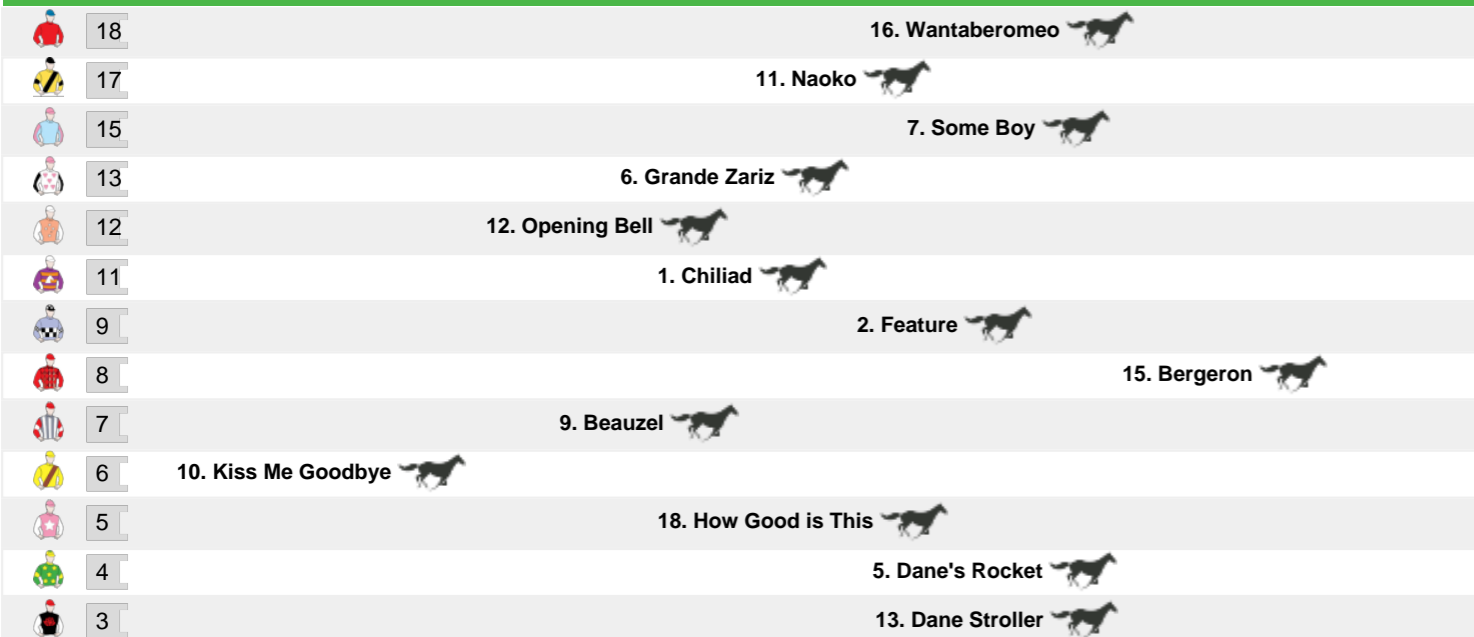 18 16. Wantaberomeo
17 11. Naoko
15 7. Some Boy
13 6. Grande Zariz
12 12. Opening Bell
11 1. Chiliad
9 2. Feature
8 15. Bergeron
7 9. Beauzel
6 10. Kiss Me Goodbye
5 18. How Good is This
4 5. Dane's Rocket
3 13. Dane Stroller